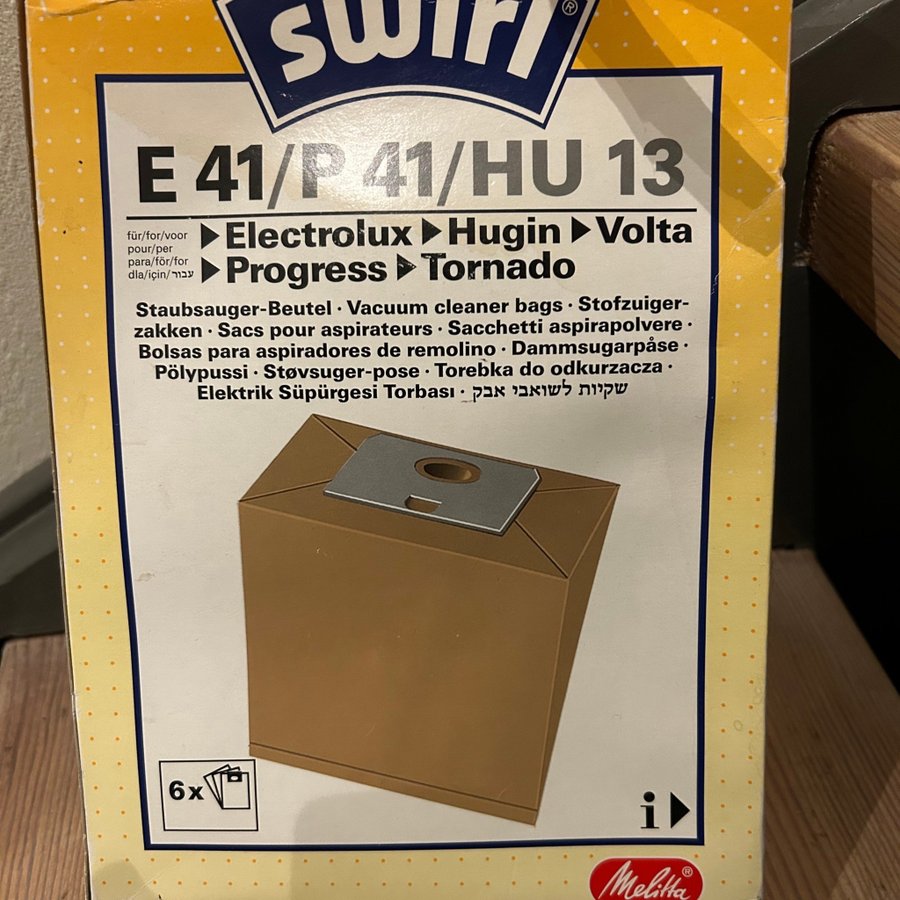 swirl®
E 41/P 41/HU 13
für/for/voor
pour/per
para/för/for
dla/için/עבור
▶Electrolux ▶Hugin ▶Volta
▶Progress ▶Tornado
Staubsauger-Beutel · Vacuum cleaner bags · Stofzuiger-
zakken · Sacs pour aspirateurs · Sacchetti aspirapolvere ·
Bolsas para aspiradores de remolino · Dammsugarpåse ·
Pölypussi · Støvsuger-pose · Torebka do odkurzacza ·
Elektrik Süpürgesi Torbası · שקיות לשואבי אבק
6x
i▶
Melitta®